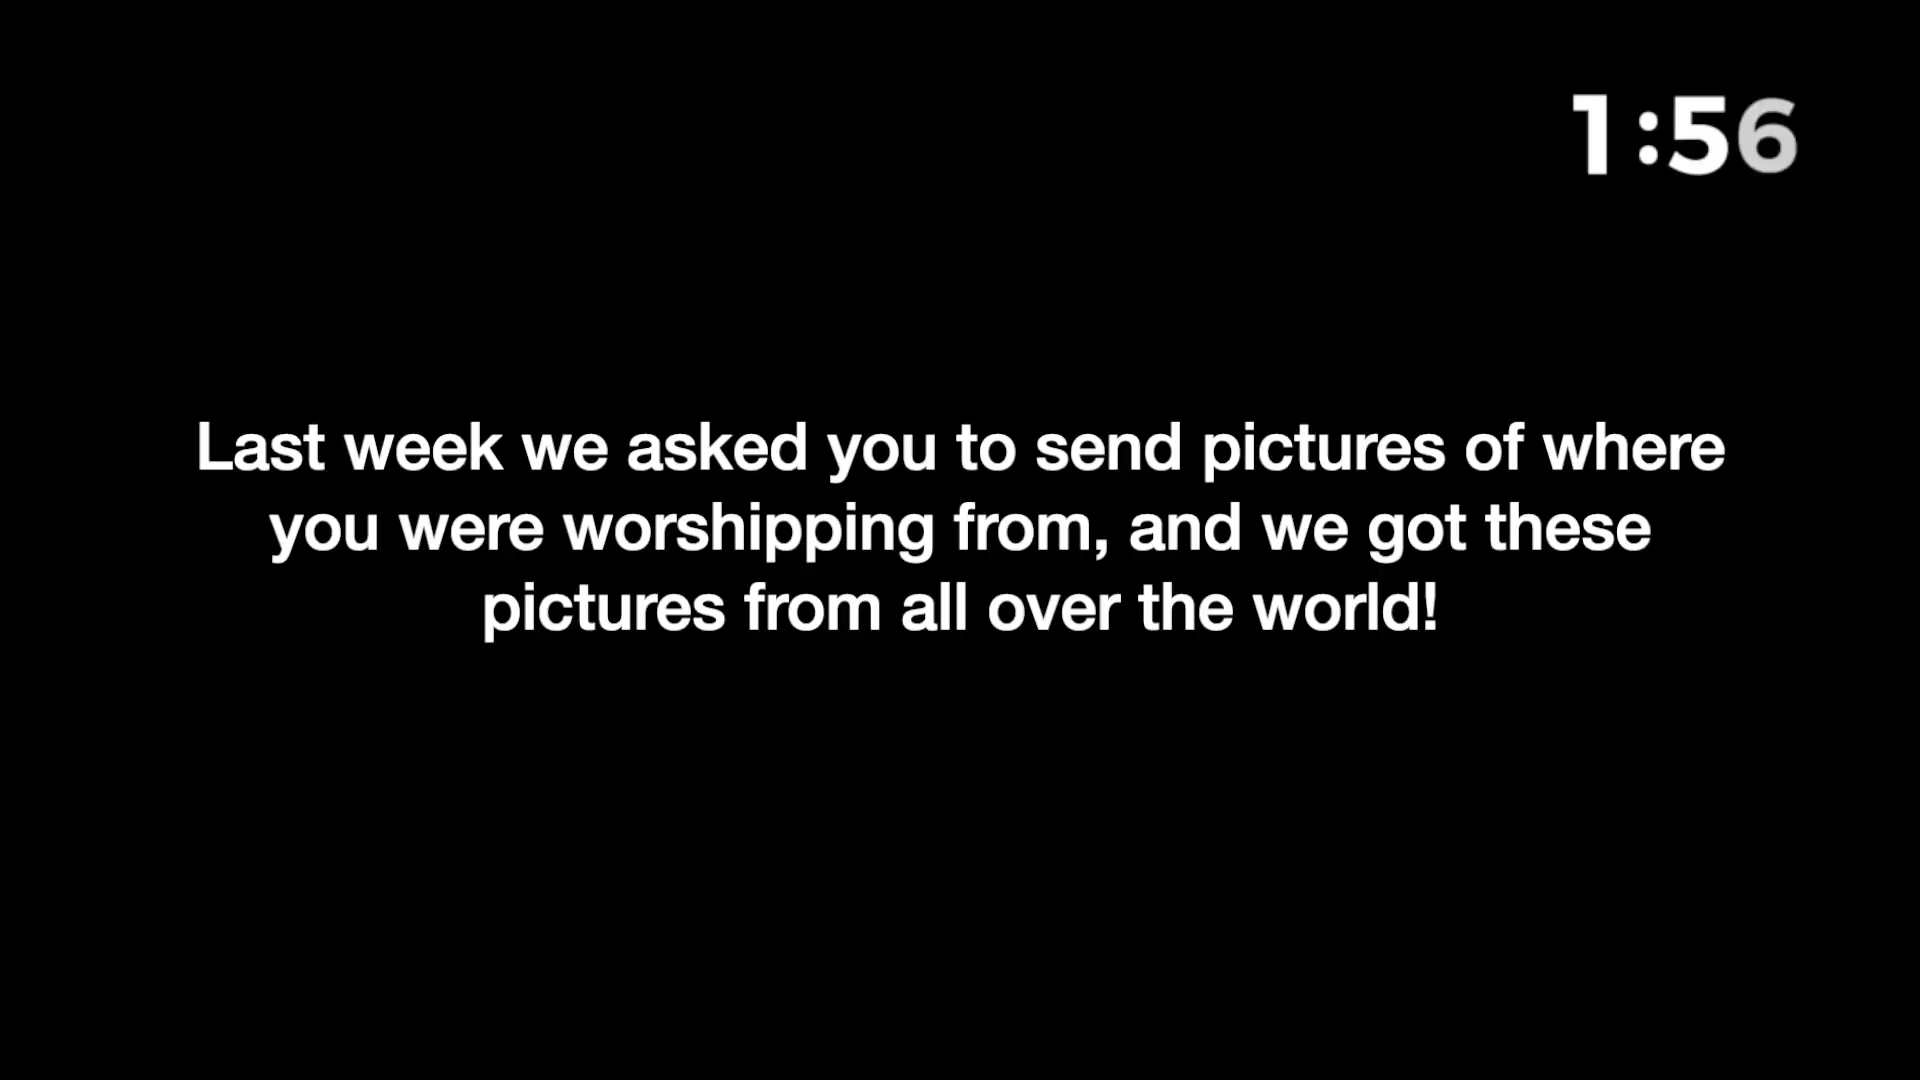 1:56
Last week we asked you to send pictures of where
you were worshipping from, and we got these
pictures from all over the world!